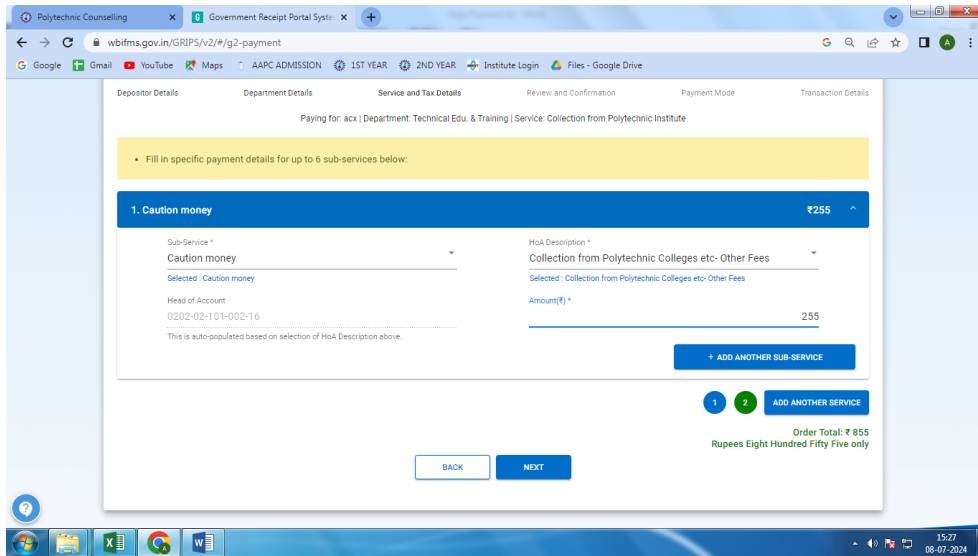 Polytechnic Counselling
Government Receipt Portal Syste
wbifms.gov.in/GRIPS/v2/#/g2-payment
A
Google Gmail YouTube Maps AAPC ADMISSION 1ST YEAR 2ND YEAR Institute Login Files - Google Drive
Depositor Details Department Details Service and Tax Details Review and Confirmation Payment Mode Transaction Details
Paying for: acx | Department: Technical Edu. & Training | Service: Collection from Polytechnic Institute
• Fill in specific payment details for up to 6 sub-services below:
1. Caution money ₹255
Sub-Service * HoA Description *
Caution money Collection from Polytechnic Colleges etc- Other Fees
Selected : Caution money Selected : Collection from Polytechnic Colleges etc- Other Fees
Head of Account Amount(₹) *
0202-02-101-002-16 255
This is auto-populated based on selection of HoA Description above.
+ ADD ANOTHER SUB-SERVICE
1 2 ADD ANOTHER SERVICE
Order Total: ₹ 855
Rupees Eight Hundred Fifty Five only
BACK NEXT
15:27
08-07-2024